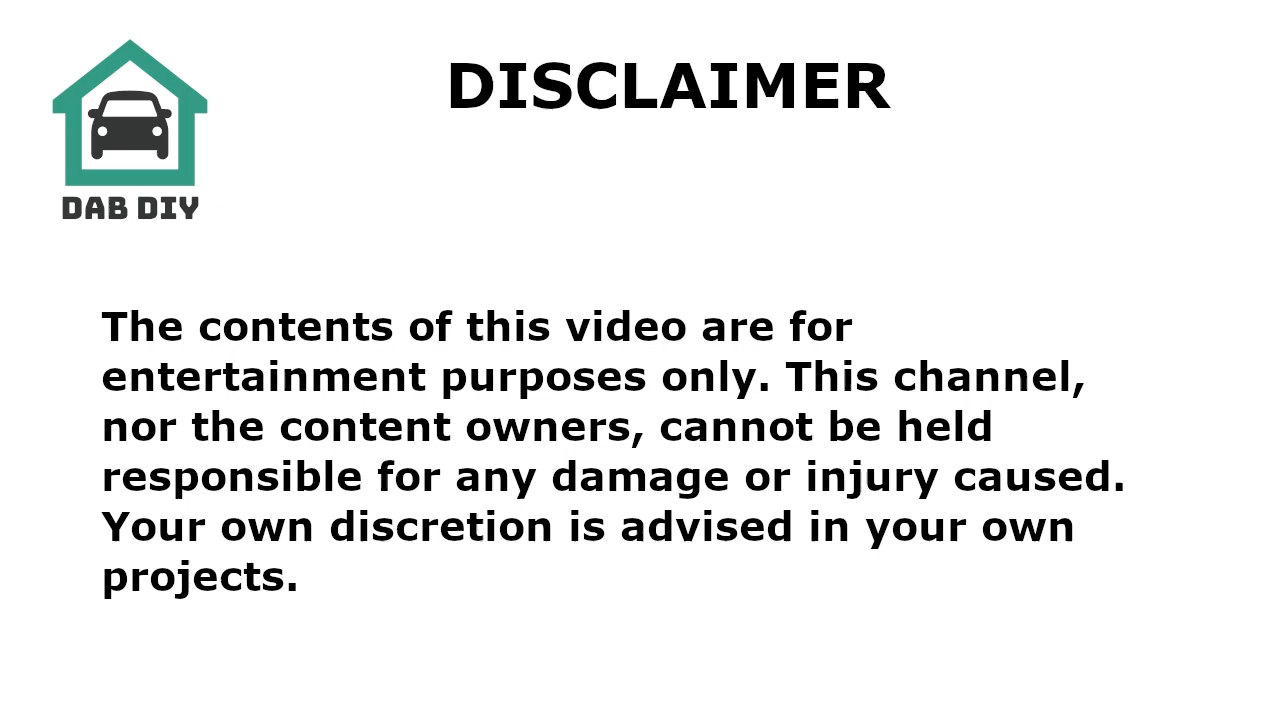 DISCLAIMER
DAB DIY
The contents of this video are for
entertainment purposes only. This channel,
nor the content owners, cannot be held
responsible for any damage or injury caused.
Your own discretion is advised in your own
projects.